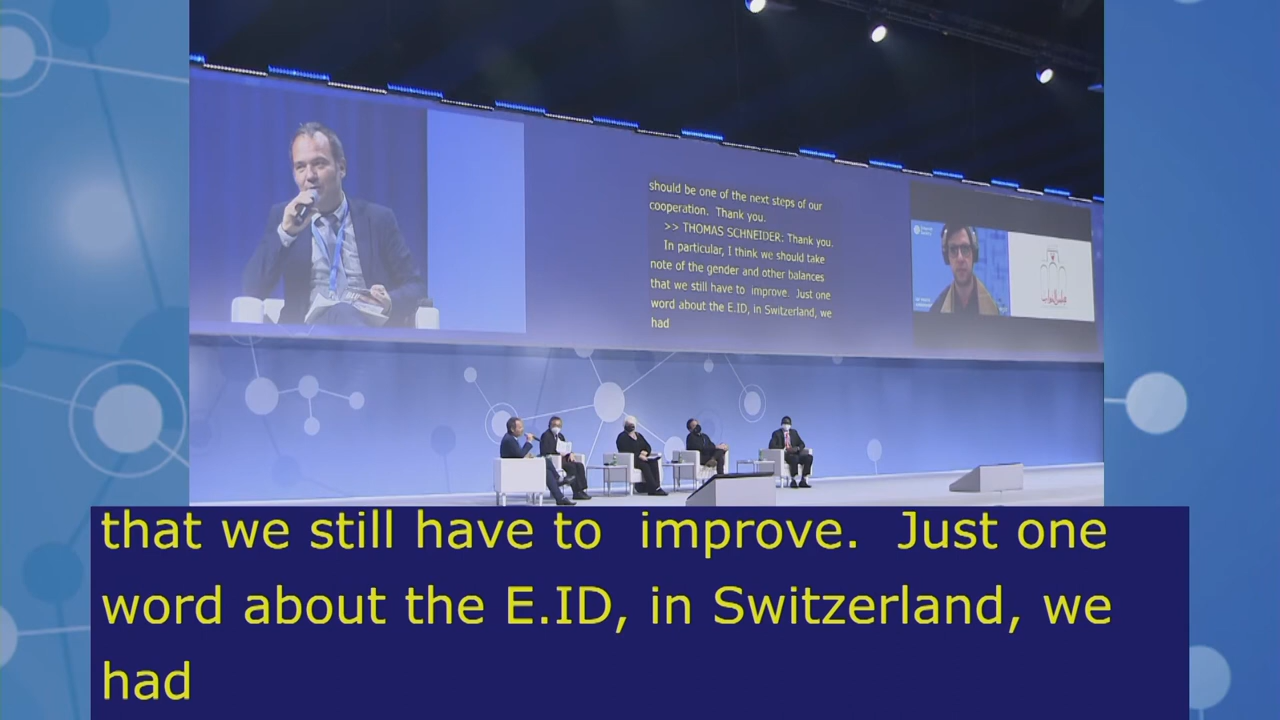 should be one of the next steps of our
cooperation.  Thank you.
>> THOMAS SCHNEIDER: Thank you.
In particular, I think we should take
note of the gender and other balances
that we still have to  improve.  Just one
word about the E.ID, in Switzerland, we
had
that we still have to  improve.  Just one
word about the E.ID, in Switzerland, we
had